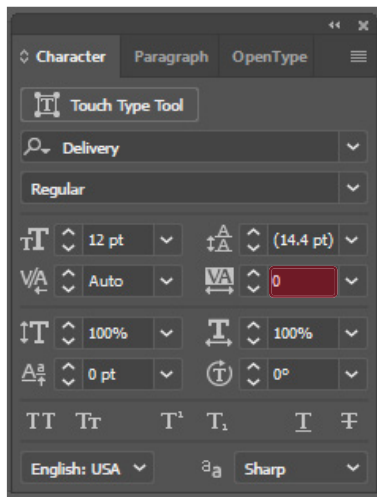 Character Paragraph OpenType
Touch Type Tool
Delivery
Regular
12 pt (14.4 pt)
Auto 0
100% 100%
0 pt 0°
TT Tt T¹ T₁ T T
English: USA aa Sharp